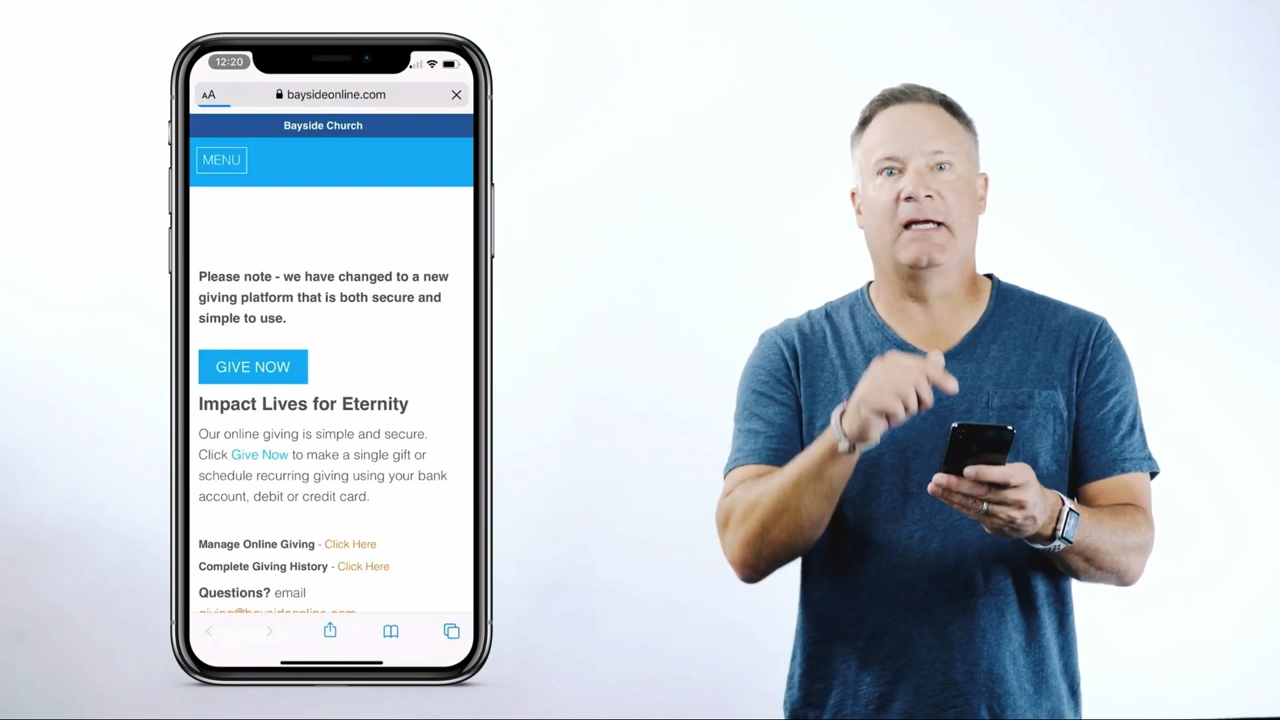 12:20
AA baysideonline.com
Bayside Church
MENU
Please note - we have changed to a new
giving platform that is both secure and
simple to use.
GIVE NOW
Impact Lives for Eternity
Our online giving is simple and secure.
Click Give Now to make a single gift or
schedule recurring giving using your bank
account, debit or credit card.
Manage Online Giving - Click Here
Complete Giving History - Click Here
Questions? email
giving@baysideonline.com